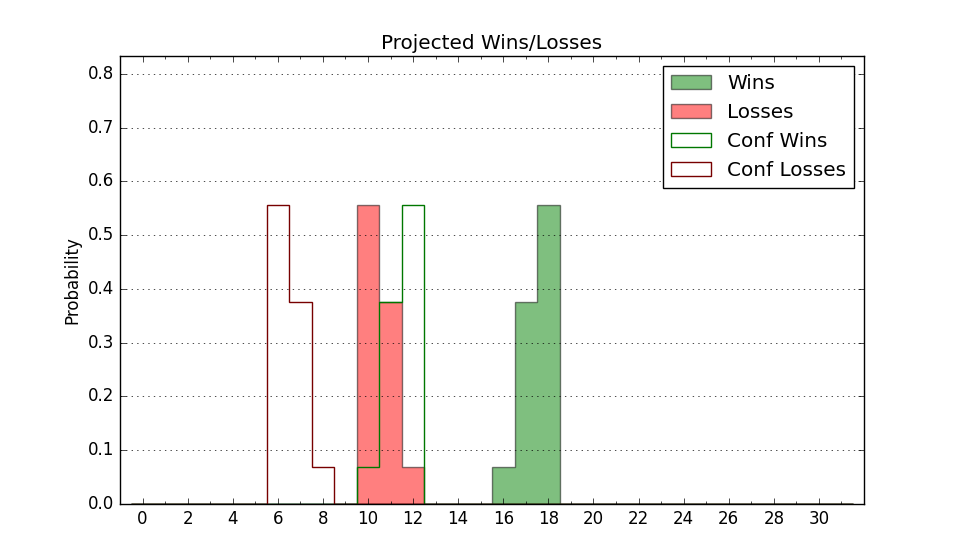 Projected Wins/Losses
Probability
0.8
0.7
0.6
0.5
0.4
0.3
0.2
0.1
0.0
0 2 4 6 8 10 12 14 16 18 20 22 24 26 28 30
Wins
Losses
Conf Wins
Conf Losses